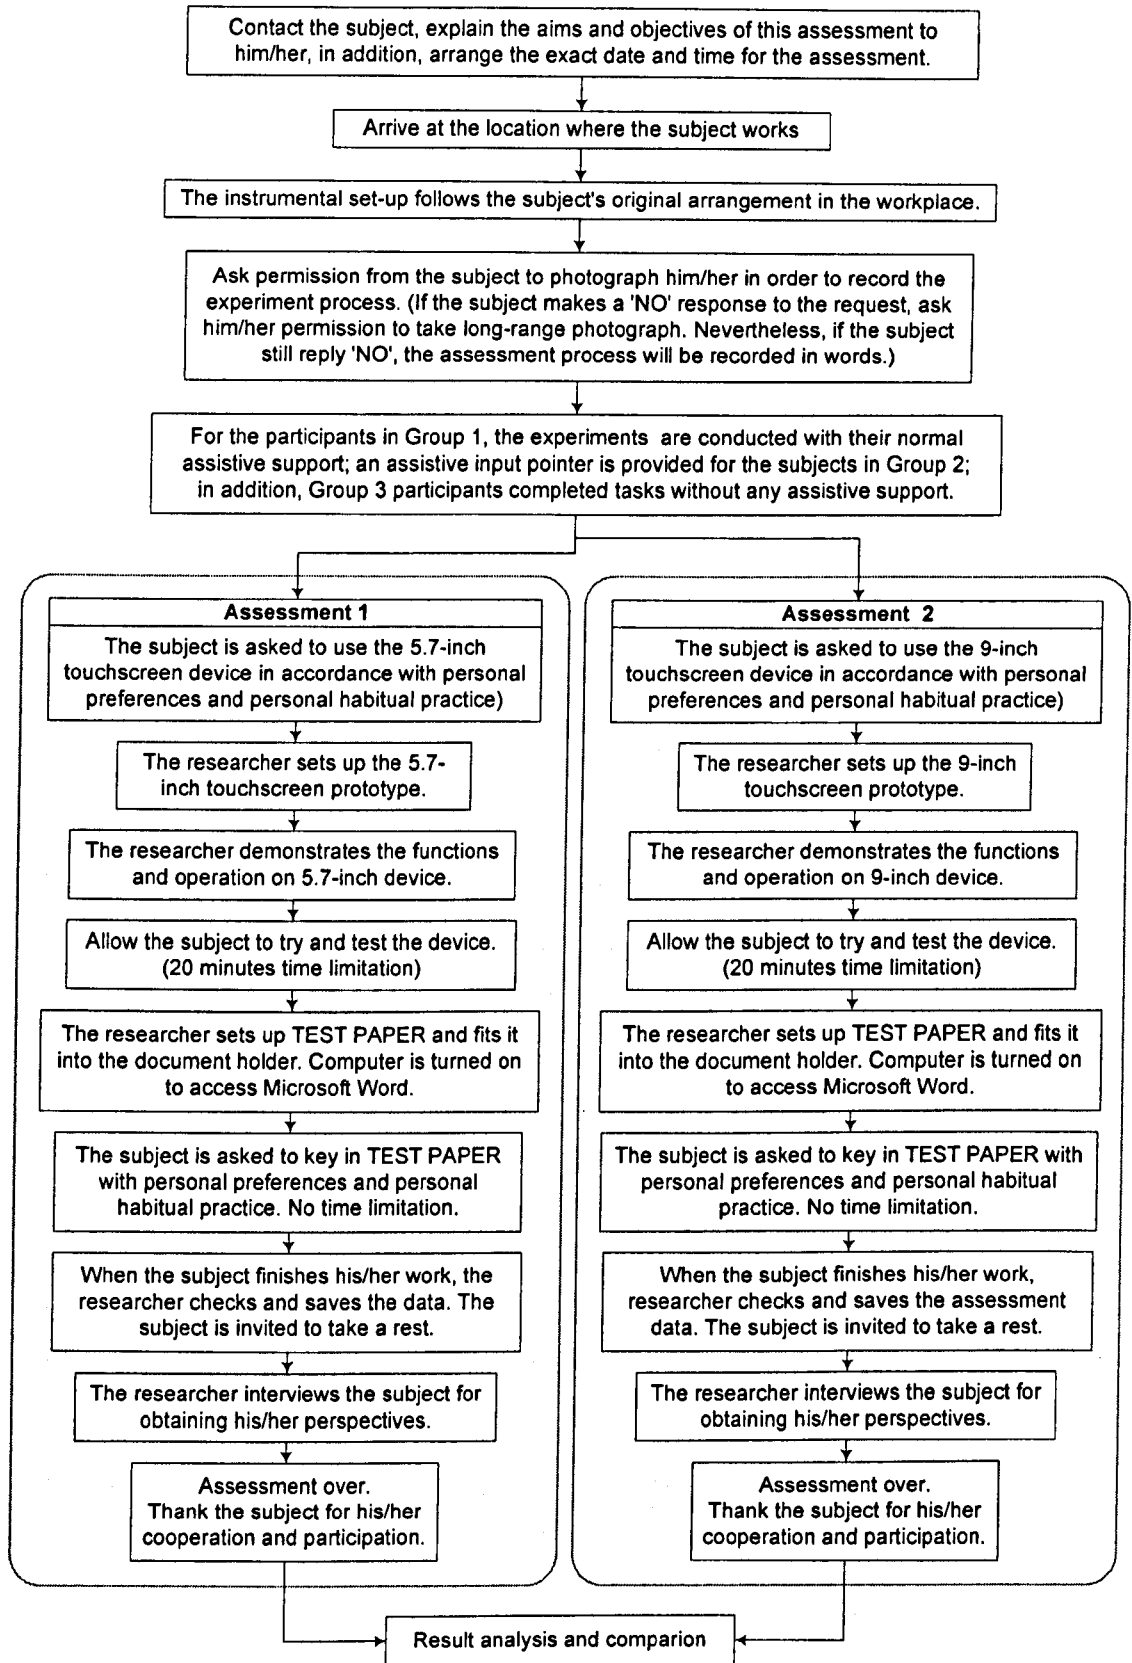 Contact the subject, explain the aims and objectives of this assessment to
him/her, in addition, arrange the exact date and time for the assessment.
Arrive at the location where the subject works
The instrumental set-up follows the subject's original arrangement in the workplace.
Ask permission from the subject to photograph him/her in order to record the
experiment process. (If the subject makes a 'NO' response to the request, ask
him/her permission to take long-range photograph. Nevertheless, if the subject
still reply 'NO', the assessment process will be recorded in words.)
For the participants in Group 1, the experiments are conducted with their normal
assistive support; an assistive input pointer is provided for the subjects in Group 2;
in addition, Group 3 participants completed tasks without any assistive support.
Assessment 1
The subject is asked to use the 5.7-inch
touchscreen device in accordance with personal
preferences and personal habitual practice)
The researcher sets up the 5.7-
inch touchscreen prototype.
The researcher demonstrates the functions
and operation on 5.7-inch device.
Allow the subject to try and test the device.
(20 minutes time limitation)
The researcher sets up TEST PAPER and fits it
into the document holder. Computer is turned on
to access Microsoft Word.
The subject is asked to key in TEST PAPER
with personal preferences and personal
habitual practice. No time limitation.
When the subject finishes his/her work, the
researcher checks and saves the data. The
subject is invited to take a rest.
The researcher interviews the subject for
obtaining his/her perspectives.
Assessment over.
Thank the subject for his/her
cooperation and participation.
Assessment 2
The subject is asked to use the 9-inch
touchscreen device in accordance with personal
preferences and personal habitual practice)
The researcher sets up the 9-inch
touchscreen prototype.
The researcher demonstrates the functions
and operation on 9-inch device.
Allow the subject to try and test the device.
(20 minutes time limitation)
The researcher sets up TEST PAPER and fits it
into the document holder. Computer is turned on
to access Microsoft Word.
The subject is asked to key in TEST PAPER with
personal preferences and personal habitual
practice. No time limitation.
When the subject finishes his/her work,
researcher checks and saves the assessment
data. The subject is invited to take a rest.
The researcher interviews the subject for
obtaining his/her perspectives.
Assessment over.
Thank the subject for his/her
cooperation and participation.
Result analysis and comparion